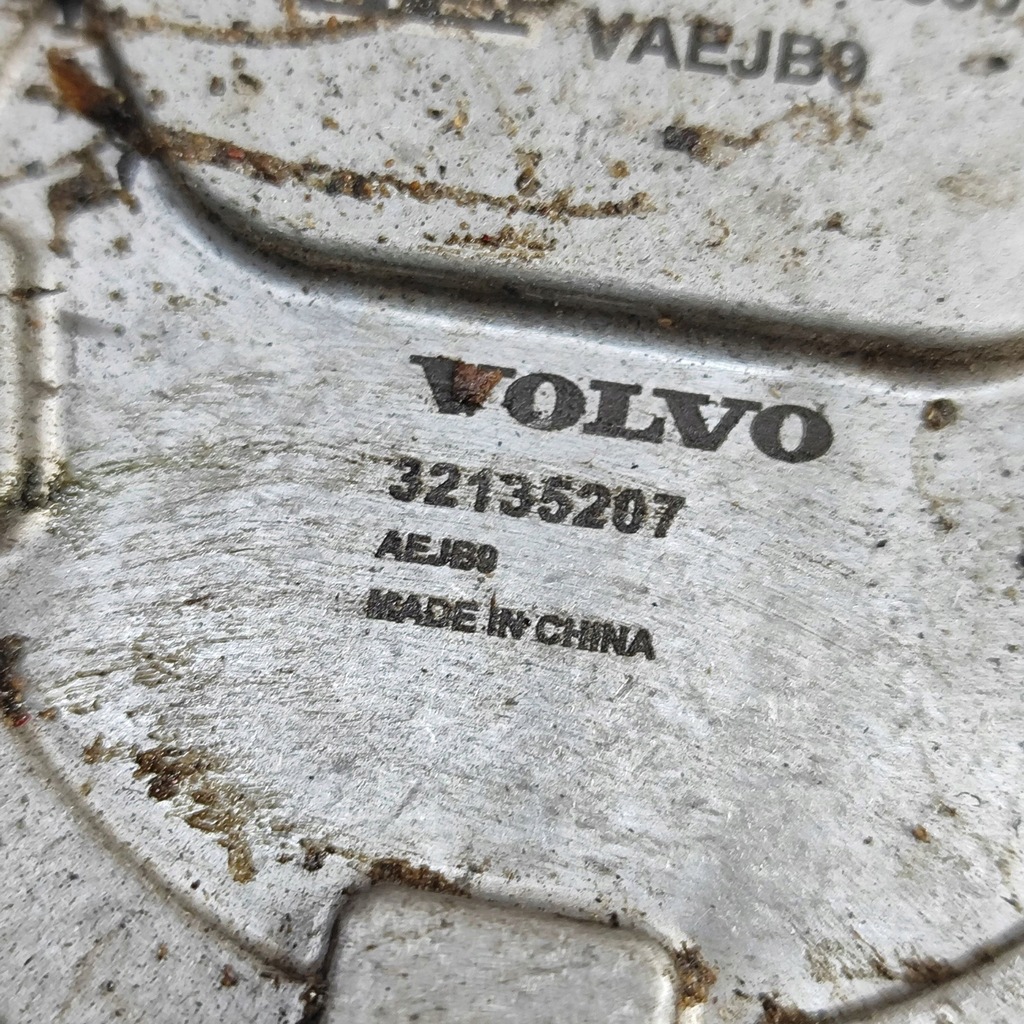 VAEJB9
VOLVO
32135207
AEJB9
MADE IN CHINA